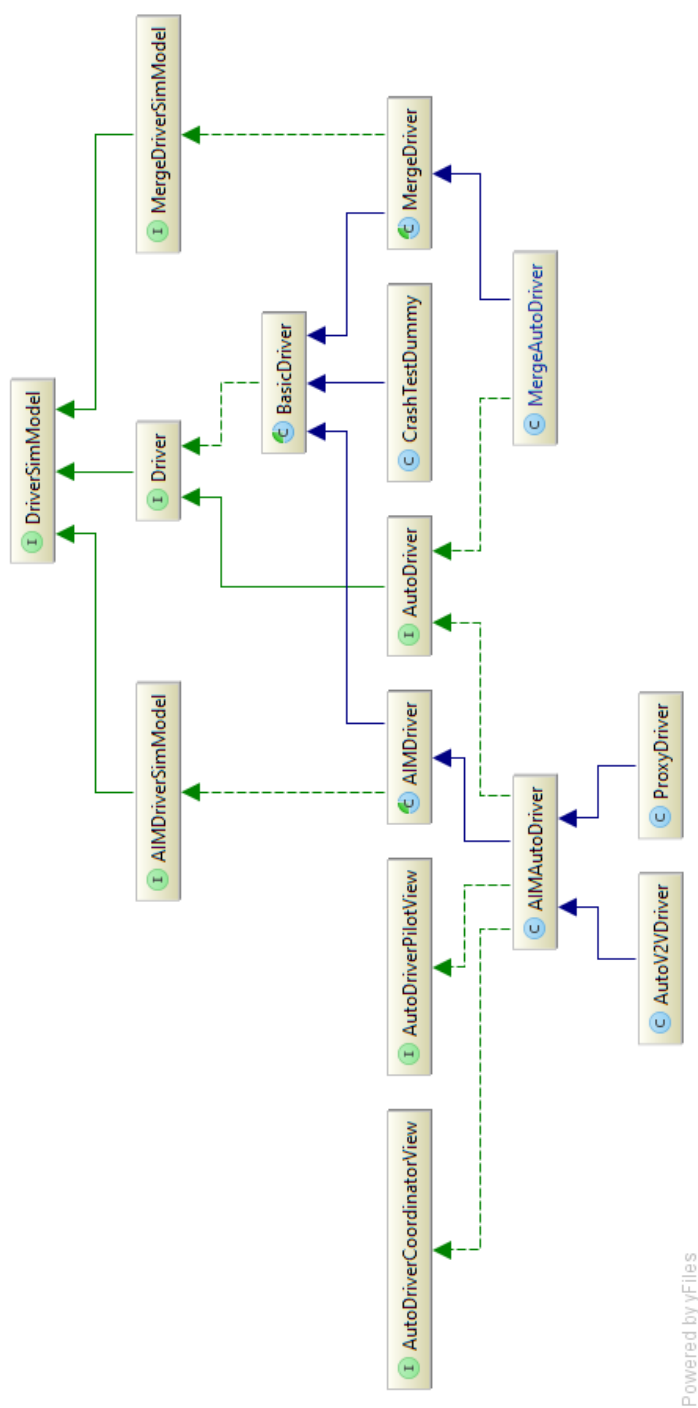 I DriverSimModel
I AIMDriverSimModel
I Driver
I MergeDriverSimModel
C BasicDriver
I AutoDriverCoordinatorView
I AutoDriverPilotView
C AIMDriver
I AutoDriver
C CrashTestDummy
C MergeDriver
C AIMAutoDriver
C MergeAutoDriver
C AutoV2VDriver
C ProxyDriver
Powered by yFiles